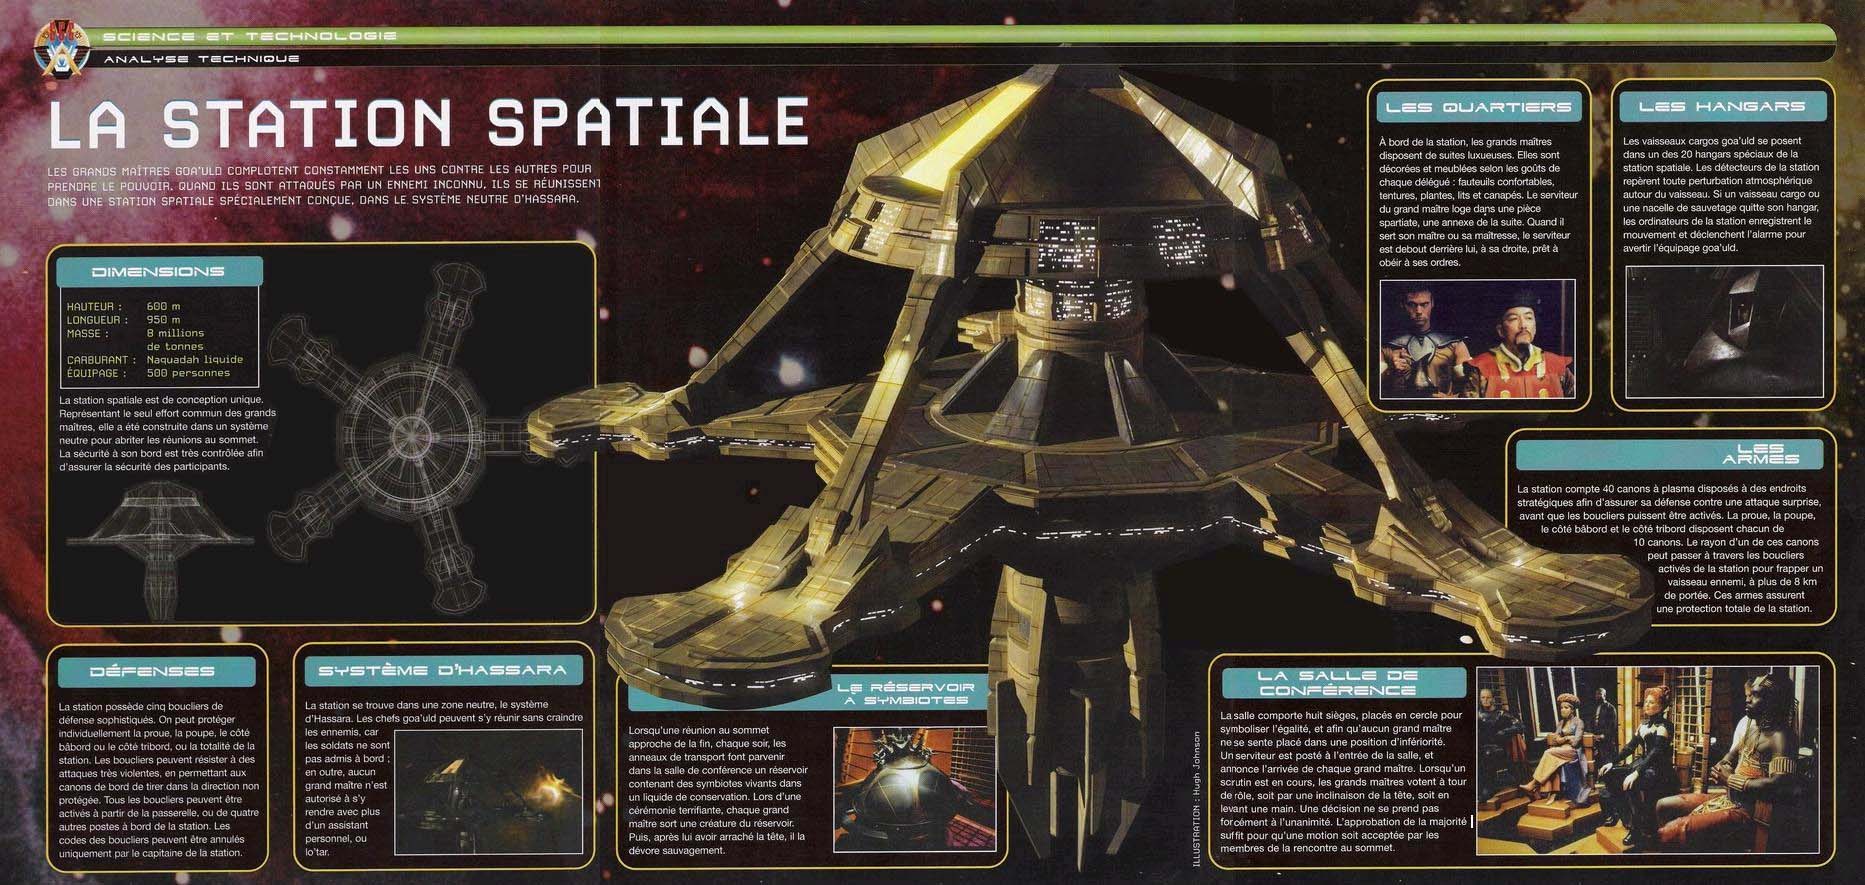 SCIENCE ET TECHNOLOGIE
ANALYSE TECHNIQUE
LA STATION SPATIALE
LES GRANDS MAÎTRES GOA'ULD COMPLOTENT CONSTAMMENT LES UNS CONTRE LES AUTRES POUR
PRENDRE LE POUVOIR. QUAND ILS SONT ATTAQUÉS PAR UN ENNEMI INCONNU, ILS SE RÉUNISSENT
DANS UNE STATION SPATIALE SPÉCIALEMENT CONÇUE, DANS LE SYSTÈME NEUTRE D'HASSARA.
DIMENSIONS
HAUTEUR : 600 m
LONGUEUR : 950 m
MASSE : 8 millions
de tonnes
CARBURANT : Naquadah liquide
ÉQUIPAGE : 500 personnes
La station spatiale est de conception unique.
Représentant le seul effort commun des grands
maîtres, elle a été construite dans un système
neutre pour abriter les réunions au sommet.
La sécurité à son bord est très contrôlée afin
d'assurer la sécurité des participants.
DÉFENSES
La station possède cinq boucliers de
défense sophistiqués. On peut protéger
individuellement la proue, la poupe, le côté
bâbord ou le côté tribord, ou la totalité de la
station. Les boucliers peuvent résister à des
attaques très violentes, en permettant aux
canons de bord de tirer dans la direction non
protégée. Tous les boucliers peuvent être
activés à partir de la passerelle, ou de quatre
autres postes à bord de la station. Les
codes des boucliers peuvent être annulés
uniquement par le capitaine de la station.
SYSTÈME D'HASSARA
La station se trouve dans une zone neutre, le système
d'Hassara. Les chefs goa'uld peuvent s'y réunir sans craindre
les ennemis, car
les soldats ne sont
pas admis à bord ;
en outre, aucun
grand maître n'est
autorisé à s'y
rendre avec plus
d'un assistant
personnel, ou
lo'tar.
LE RÉSERVOIR
À SYMBIOTES
Lorsqu'une réunion au sommet
approche de la fin, chaque soir, les
anneaux de transport font parvenir
dans la salle de conférence un réservoir
contenant des symbiotes vivants dans
un liquide de conservation. Lors d'une
cérémonie terrifiante, chaque grand
maître sort une créature du réservoir.
Puis, après lui avoir arraché la tête, il la
dévore sauvagement.
LES QUARTIERS
À bord de la station, les grands maîtres
disposent de suites luxueuses. Elles sont
décorées et meublées selon les goûts de
chaque délégué : fauteuils confortables,
tentures, plantes, lits et canapés. Le serviteur
du grand maître loge dans une pièce
spartiate, une annexe de la suite. Quand il
sert son maître ou sa maîtresse, le serviteur
est debout derrière lui, à sa droite, prêt à
obéir à ses ordres.
LES HANGARS
Les vaisseaux cargos goa'uld se posent
dans un des 20 hangars spéciaux de la
station spatiale. Les détecteurs de la station
repèrent toute perturbation atmosphérique
autour du vaisseau. Si un vaisseau cargo ou
une nacelle de sauvetage quitte son hangar,
les ordinateurs de la station enregistrent le
mouvement et déclenchent l'alarme pour
avertir l'équipage goa'uld.
LES
ARMES
La station compte 40 canons à plasma disposés à des endroits
stratégiques afin d'assurer sa défense contre une attaque surprise,
avant que les boucliers puissent être activés. La proue, la poupe,
le côté bâbord et le côté tribord disposent chacun de
10 canons. Le rayon d'un de ces canons
peut passer à travers les boucliers
activés de la station pour frapper un
vaisseau ennemi, à plus de 8 km
de portée. Ces armes assurent
une protection totale de la station.
LA SALLE DE
CONFÉRENCE
La salle comporte huit sièges, placés en cercle pour
symboliser l'égalité, et afin qu'aucun grand maître
ne se sente placé dans une position d'infériorité.
Un serviteur est posté à l'entrée de la salle, et
annonce l'arrivée de chaque grand maître. Lorsqu'un
scrutin est en cours, les grands maîtres votent à tour
de rôle, soit par une inclinaison de la tête, soit en
levant une main. Une décision ne se prend pas
forcément à l'unanimité. L'approbation de la majorité
suffit pour qu'une motion soit acceptée par les
membres de la rencontre au sommet.
ILLUSTRATION : Hugh Johnson